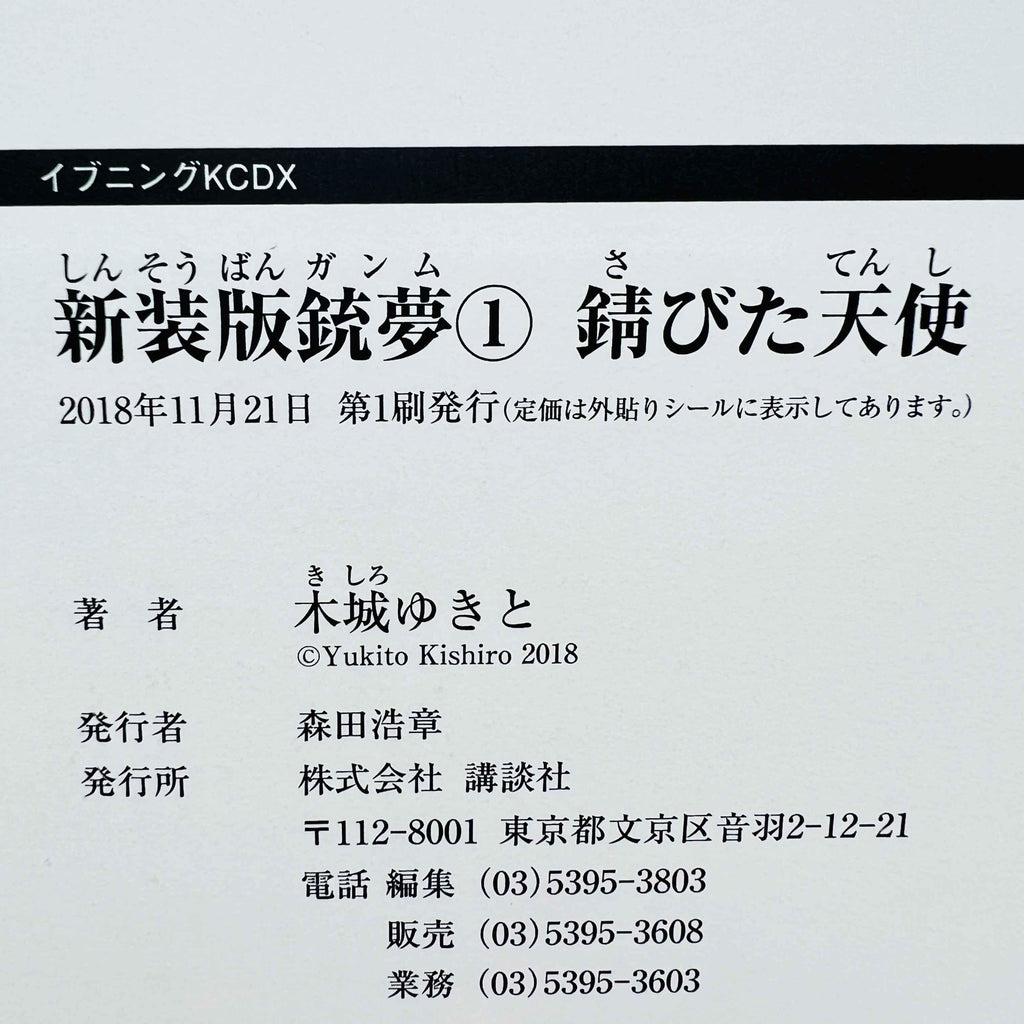 イブニングKCDX
しんそうばんガンム さ てんし
新装版銃夢① 錆びた天使
2018年11月21日 第1刷発行(定価は外貼りシールに表示してあります。)
きしろ
著 者 木城ゆきと
©Yukito Kishiro 2018
発行者 森田浩章
発行所 株式会社 講談社
〒112-8001 東京都文京区音羽2-12-21
電話 編集 (03)5395-3803
販売 (03)5395-3608
業務 (03)5395-3603